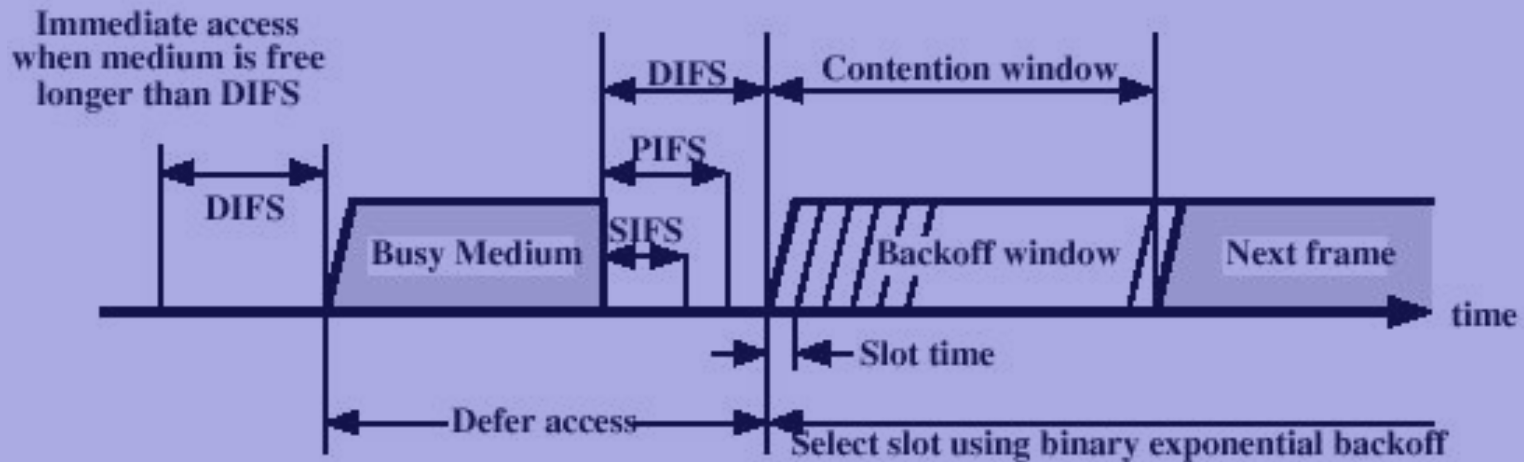 Immediate access
when medium is free
longer than DIFS
DIFS
Contention window
PIFS
DIFS
SIFS
Busy Medium
Backoff window
Next frame
time
Slot time
Defer access
Select slot using binary exponential backoff